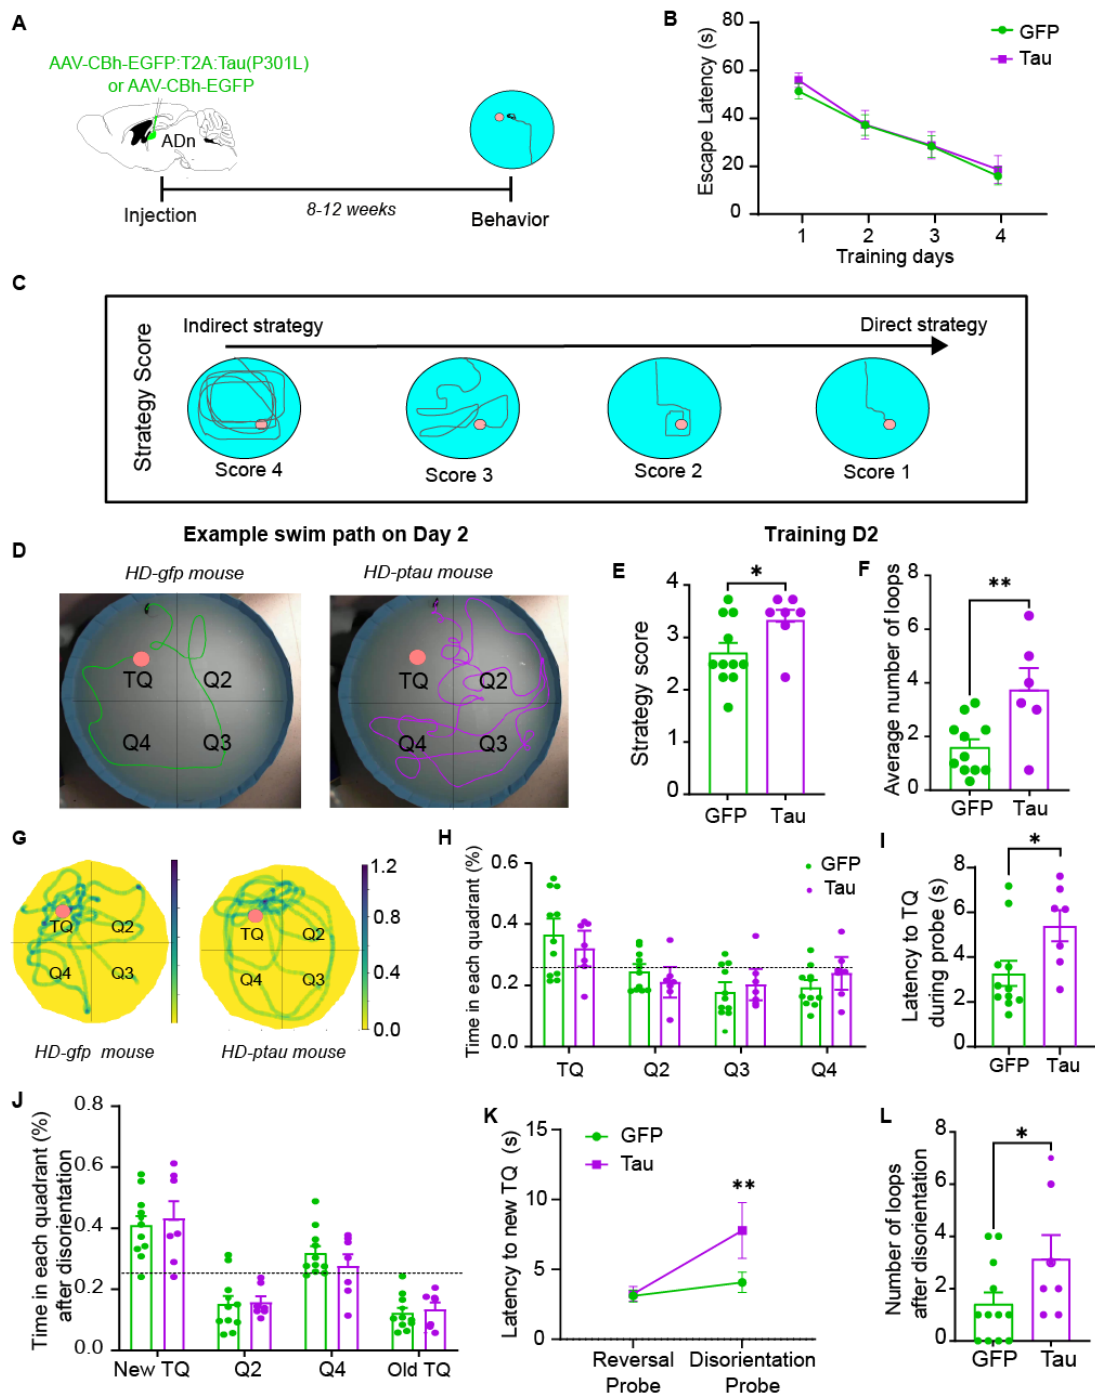 A
AAV-CBh-EGFP:T2A:Tau(P301L)
or AAV-CBh-EGFP
ADn
Injection
8-12 weeks
Behavior
B
Escape Latency (s)
80
60
40
20
0
1
2
3
4
Training days
GFP
Tau
C
Strategy Score
Indirect strategy
Direct strategy
Score 4
Score 3
Score 2
Score 1
Example swim path on Day 2
Training D2
D
HD-gfp mouse
HD-ptau mouse
TQ
Q2
Q4
Q3
TQ
Q2
Q4
Q3
E
Strategy score
4
3
2
1
0
*
GFP
Tau
F
Average number of loops
8
6
4
2
0
**
GFP
Tau
G
TQ
Q2
Q4
Q3
HD-gfp mouse
TQ
Q2
Q4
Q3
HD-ptau mouse
1.2
0.8
0.4
0.0
H
Time in each quadrant (%)
0.6
0.4
0.2
0.0
TQ
Q2
Q3
Q4
GFP
Tau
I
Latency to TQ
during probe (s)
8
6
4
2
0
*
GFP
Tau
J
Time in each quadrant (%)
after disorientation
0.8
0.6
0.4
0.2
0.0
New TQ
Q2
Q4
Old TQ
K
Latency to new TQ (s)
15
10
5
0
GFP
Tau
**
Reversal
Probe
Disorientation
Probe
L
Number of loops
after disorientation
8
6
4
2
0
*
GFP
Tau